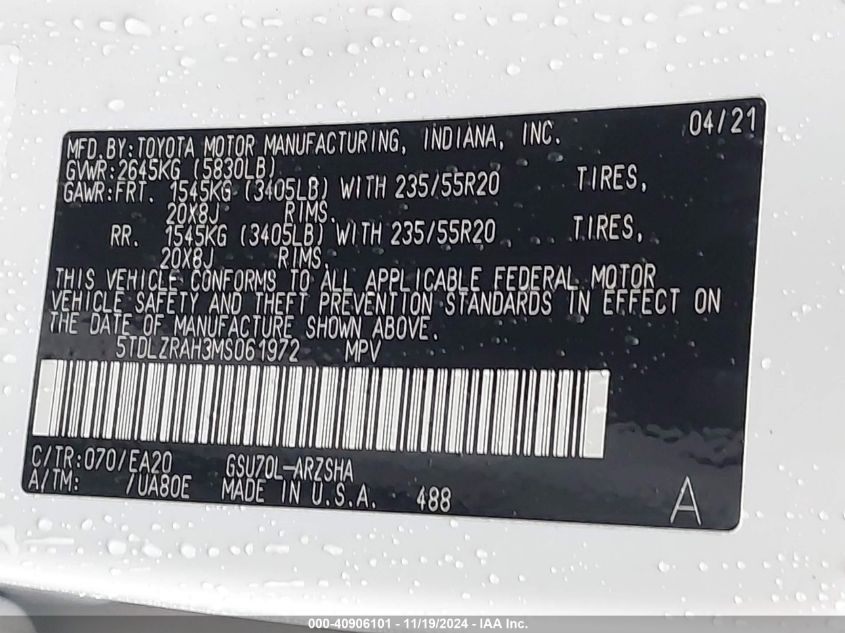 MFD.BY:TOYOTA MOTOR MANUFACTURING, INDIANA, INC. 04/21
GVWR:2645KG (5830LB)
GAWR:FRT. 1545KG (3405LB) WITH 235/55R20 TIRES,
20X8J RIMS.
RR. 1545KG (3405LB) WITH 235/55R20 TIRES,
20X8J RIMS.
THIS VEHICLE CONFORMS TO ALL APPLICABLE FEDERAL MOTOR
VEHICLE SAFETY AND THEFT PREVENTION STANDARDS IN EFFECT ON
THE DATE OF MANUFACTURE SHOWN ABOVE.
5TDLZRAH3MS061972 MPV
C/TR:070/EA20 GSU70L-ARZSHA
A/TM: /UA80E MADE IN U.S.A. 488 A
000-40906101 - 11/19/2024 - IAA Inc.